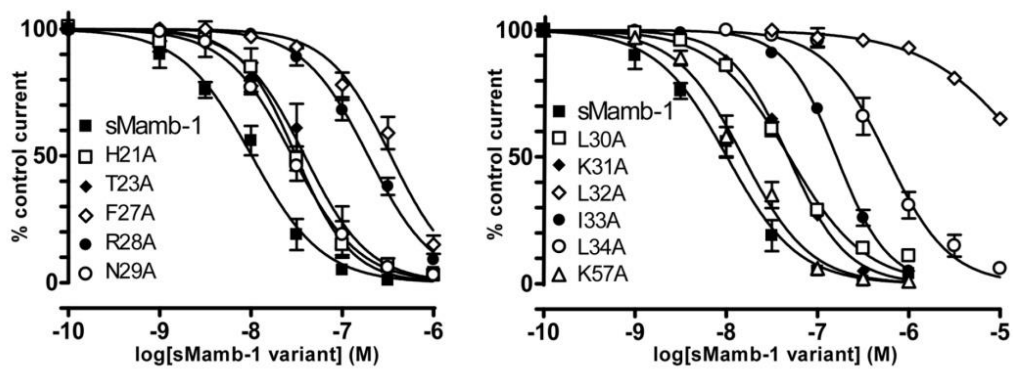 100
50
0
% control current
sMamb-1
H21A
T23A
F27A
R28A
N29A
-10 -9 -8 -7 -6
log[sMamb-1 variant] (M)
100
50
0
% control current
sMamb-1
L30A
K31A
L32A
I33A
L34A
K57A
-10 -9 -8 -7 -6 -5
log[sMamb-1 variant] (M)